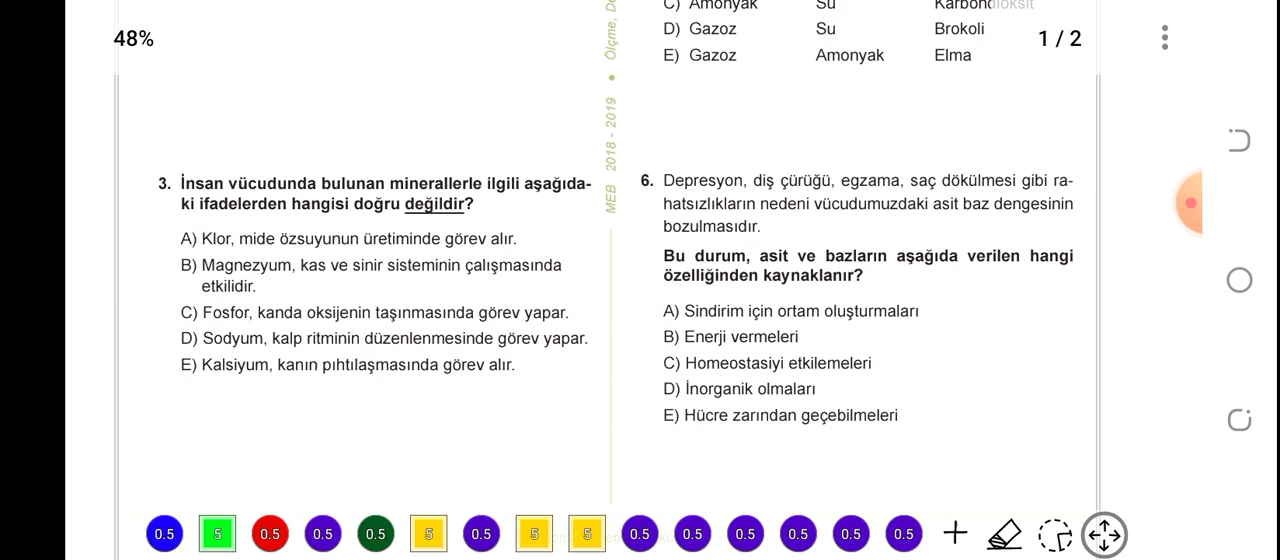 48%
1 / 2
C) Amonyak Su Karbondioksit
D) Gazoz Su Brokoli
E) Gazoz Amonyak Elma
MEB 2018 - 2019 ● Ölçme, De
3. İnsan vücudunda bulunan minerallerle ilgili aşağıda-
ki ifadelerden hangisi doğru değildir?
A) Klor, mide özsuyunun üretiminde görev alır.
B) Magnezyum, kas ve sinir sisteminin çalışmasında
etkilidir.
C) Fosfor, kanda oksijenin taşınmasında görev yapar.
D) Sodyum, kalp ritminin düzenlenmesinde görev yapar.
E) Kalsiyum, kanın pıhtılaşmasında görev alır.
6. Depresyon, diş çürüğü, egzama, saç dökülmesi gibi ra-
hatsızlıkların nedeni vücudumuzdaki asit baz dengesinin
bozulmasıdır.
Bu durum, asit ve bazların aşağıda verilen hangi
özelliğinden kaynaklanır?
A) Sindirim için ortam oluşturmaları
B) Enerji vermeleri
C) Homeostasiyi etkilemeleri
D) İnorganik olmaları
E) Hücre zarından geçebilmeleri
0.5 5 0.5 0.5 0.5 5 0.5 5 5 0.5 0.5 0.5 0.5 0.5 0.5